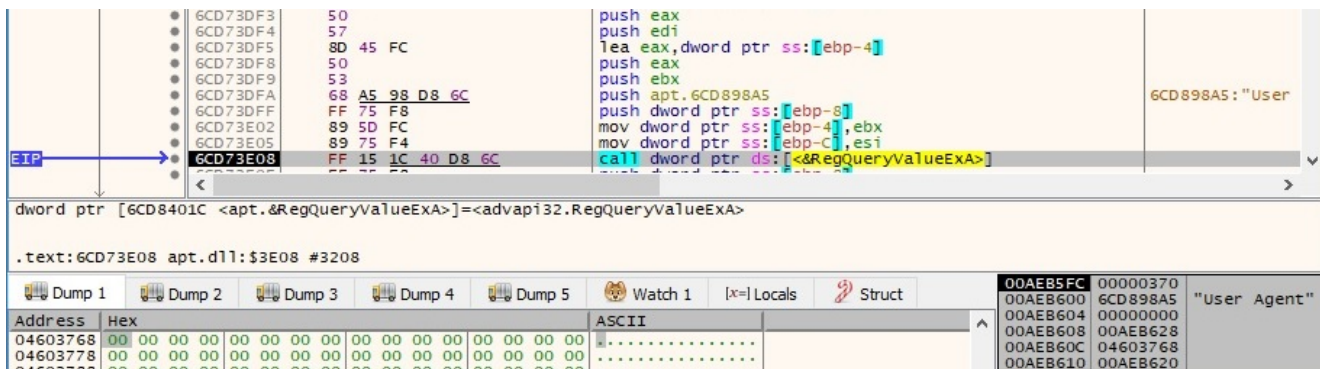 6CD73DF3 50 push eax
6CD73DF4 57 push edi
6CD73DF5 8D 45 FC lea eax,dword ptr ss:[ebp-4]
6CD73DF8 50 push eax
6CD73DF9 53 push ebx
6CD73DFA 68 A5 98 D8 6C push apt.6CD898A5 6CD898A5:"User
6CD73DFF FF 75 F8 push dword ptr ss:[ebp-8]
6CD73E02 89 5D FC mov dword ptr ss:[ebp-4],ebx
6CD73E05 89 75 F4 mov dword ptr ss:[ebp-C],esi
EIP 6CD73E08 FF 15 1C 40 D8 6C call dword ptr ds:[<&RegQueryValueExA>]
dword ptr [6CD8401C <apt.&RegQueryValueExA>]=<advapi32.RegQueryValueExA>
.text:6CD73E08 apt.dll:$3E08 #3208
Dump 1 Dump 2 Dump 3 Dump 4 Dump 5 Watch 1 [x=] Locals Struct
Address Hex ASCII
04603768 00 00 00 00 00 00 00 00 00 00 00 00 00 00 00 00 ................
04603778 00 00 00 00 00 00 00 00 00 00 00 00 00 00 00 00 ................
00AEB5FC 00000370
00AEB600 6CD898A5 "User Agent"
00AEB604 00000000
00AEB608 00AEB628
00AEB60C 04603768
00AEB610 00AEB620